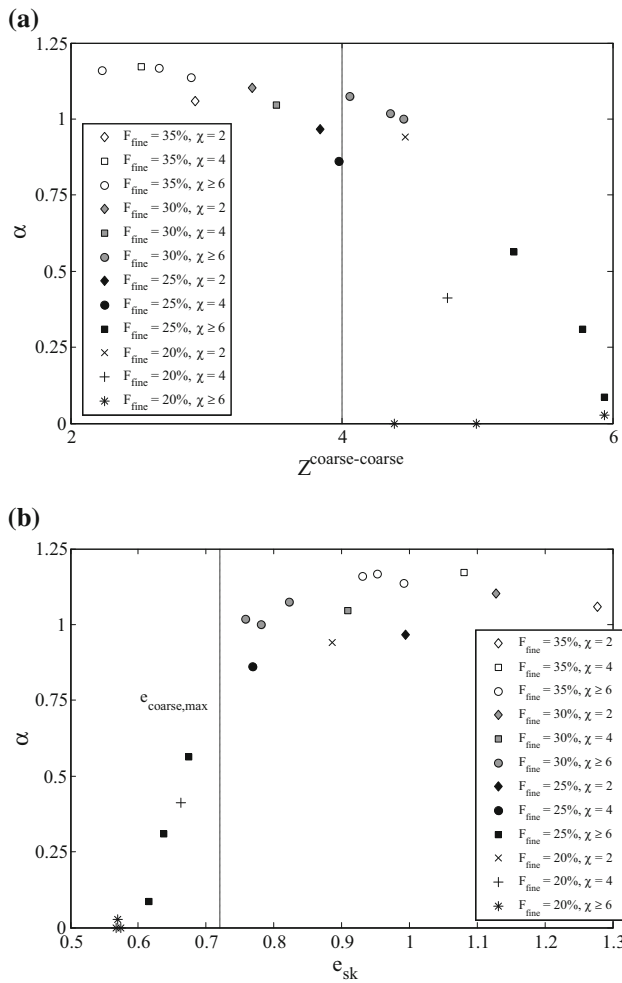 (a)
1.25
1
0.75
0.5
0.25
0
α
F_fine = 35%, χ = 2
F_fine = 35%, χ = 4
F_fine = 35%, χ ≥ 6
F_fine = 30%, χ = 2
F_fine = 30%, χ = 4
F_fine = 30%, χ ≥ 6
F_fine = 25%, χ = 2
F_fine = 25%, χ = 4
F_fine = 25%, χ ≥ 6
F_fine = 20%, χ = 2
F_fine = 20%, χ = 4
F_fine = 20%, χ ≥ 6
2 4 6
Z^coarse-coarse
(b)
1.25
1
0.75
0.5
0.25
0
α
e_coarse,max
F_fine = 35%, χ = 2
F_fine = 35%, χ = 4
F_fine = 35%, χ ≥ 6
F_fine = 30%, χ = 2
F_fine = 30%, χ = 4
F_fine = 30%, χ ≥ 6
F_fine = 25%, χ = 2
F_fine = 25%, χ = 4
F_fine = 25%, χ ≥ 6
F_fine = 20%, χ = 2
F_fine = 20%, χ = 4
F_fine = 20%, χ ≥ 6
0.5 0.6 0.7 0.8 0.9 1 1.1 1.2 1.3
e_sk